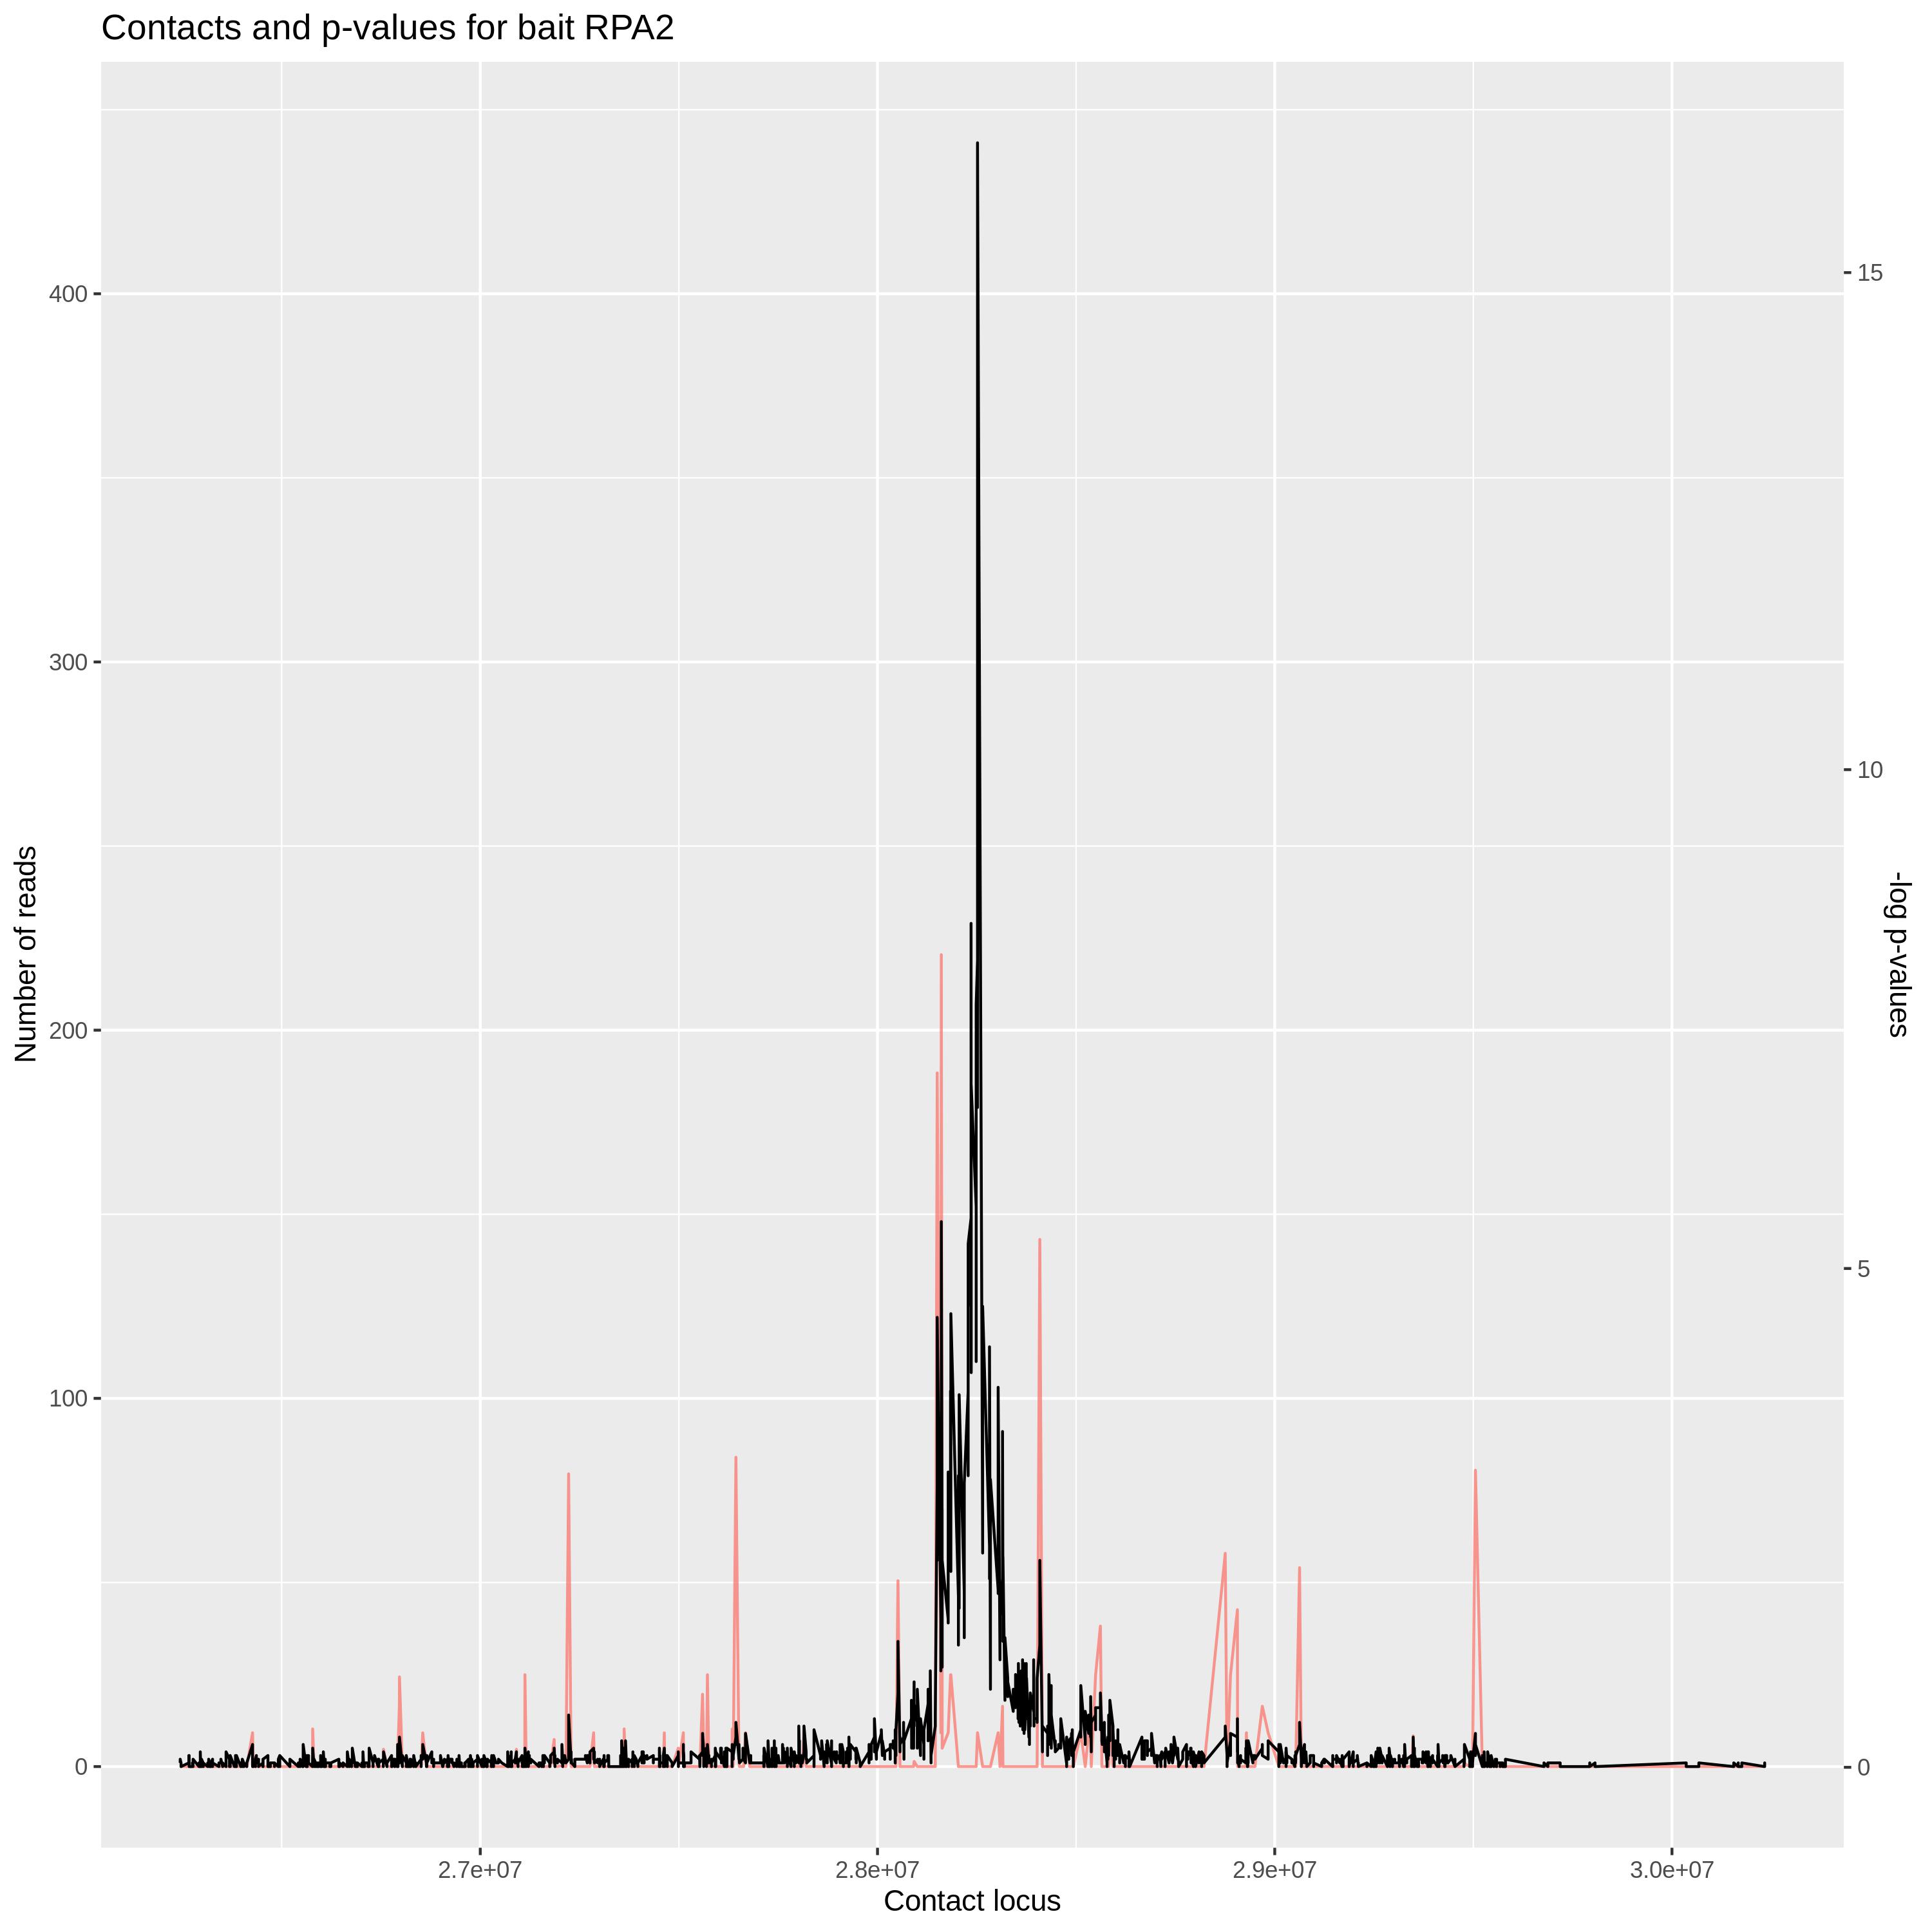 Contacts and p-values for bait RPA2
400
300
200
100
0
Number of reads
15
10
5
0
-log p-values
2.7e+07
2.8e+07
2.9e+07
3.0e+07
Contact locus